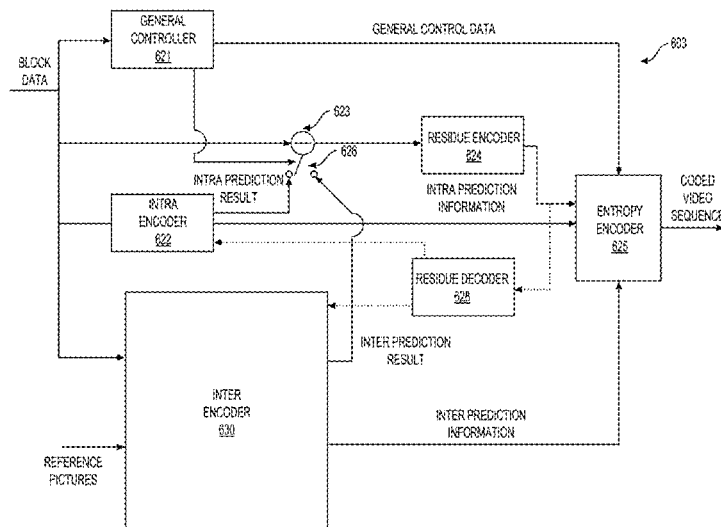 GENERAL
CONTROLLER
621
GENERAL CONTROL DATA
603
BLOCK
DATA
623
626
RESIDUE ENCODER
624
INTRA PREDICTION
RESULT
INTRA PREDICTION
INFORMATION
INTRA
ENCODER
622
ENTROPY
ENCODER
625
CODED
VIDEO
SEQUENCE
RESIDUE DECODER
628
INTER PREDICTION
RESULT
INTER
ENCODER
630
INTER PREDICTION
INFORMATION
REFERENCE
PICTURES